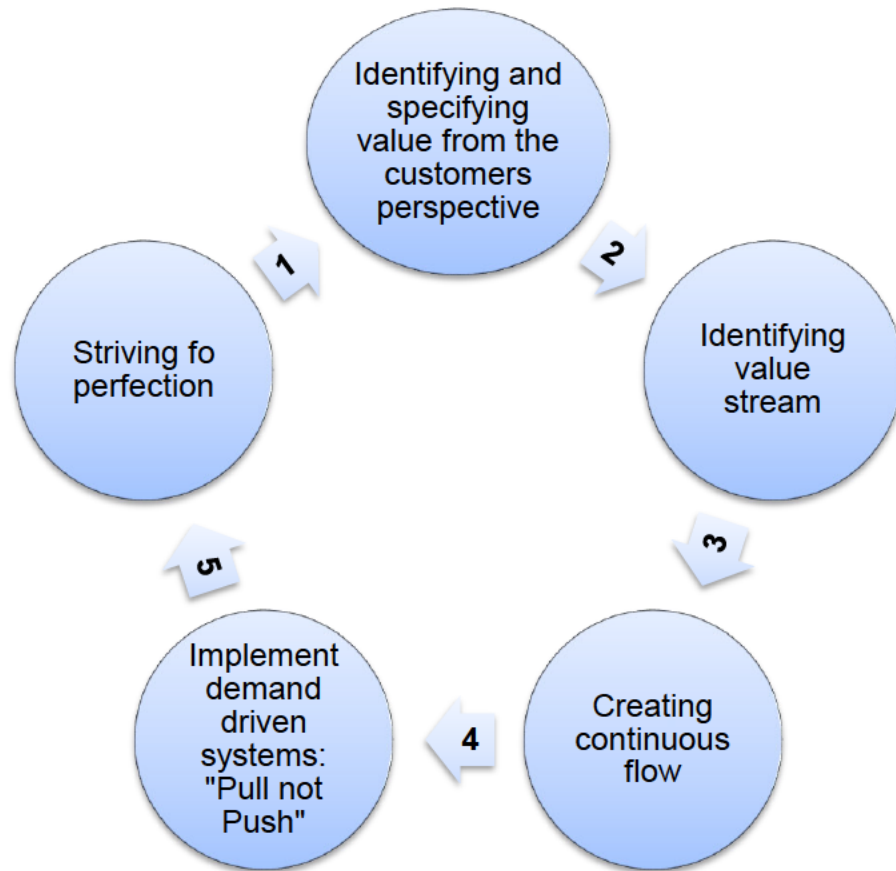 Identifying and
specifying
value from the
customers
perspective
1
2
Striving fo
perfection
Identifying
value
stream
3
5
Implement
demand
driven
systems:
"Pull not
Push"
4
Creating
continuous
flow